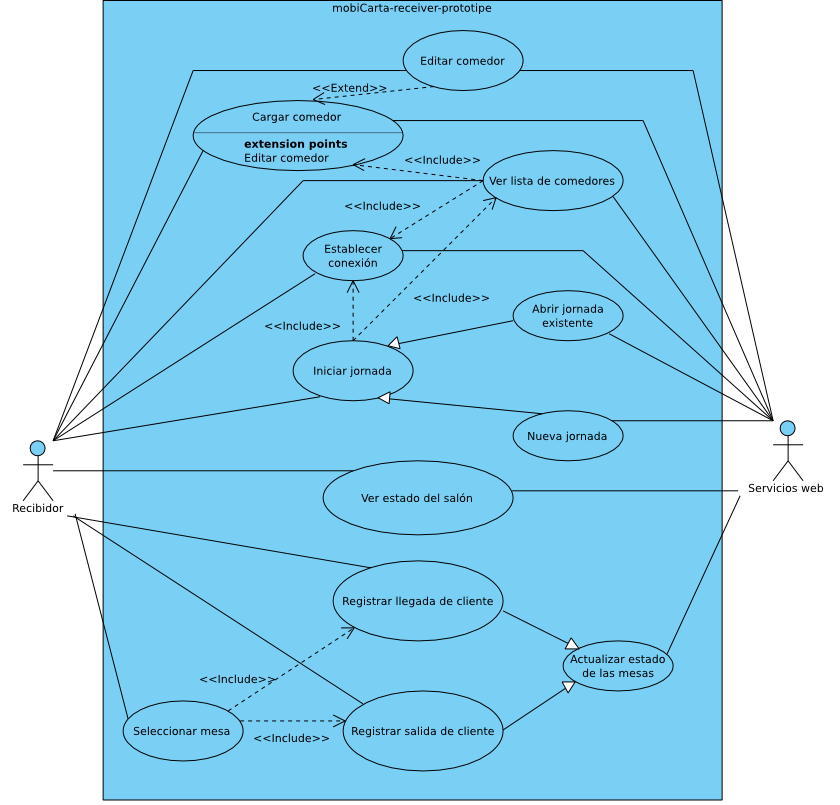 mobiCarta-receiver-prototipe
Editar comedor
<<Extend>>
Cargar comedor
extension points
Editar comedor
<<Include>>
Ver lista de comedores
<<Include>>
Establecer
conexión
<<Include>>
Abrir jornada
existente
<<Include>>
Iniciar jornada
Nueva jornada
Recibidor
Servicios web
Ver estado del salón
Registrar llegada de cliente
Actualizar estado
de las mesas
<<Include>>
Seleccionar mesa
<<Include>>
Registrar salida de cliente